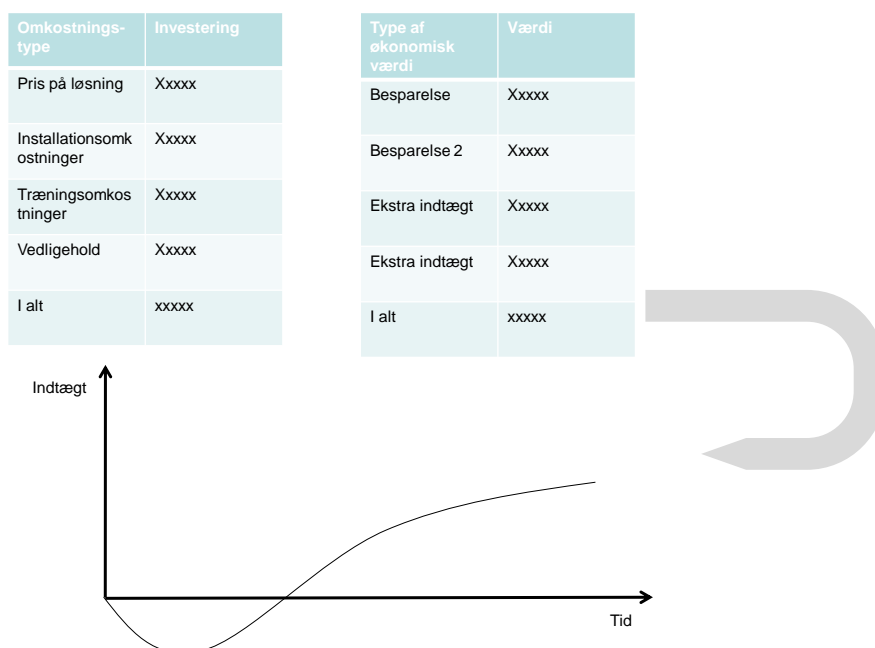 Omkostnings-
type
Investering
Pris på løsning
Xxxxx
Installationsomk
ostninger
Xxxxx
Træningsomkos
tninger
Xxxxx
Vedligehold
Xxxxx
I alt
xxxxx
Type af
økonomisk
værdi
Værdi
Besparelse
Xxxxx
Besparelse 2
Xxxxx
Ekstra indtægt
Xxxxx
Ekstra indtægt
Xxxxx
I alt
xxxxx
Indtægt
Tid